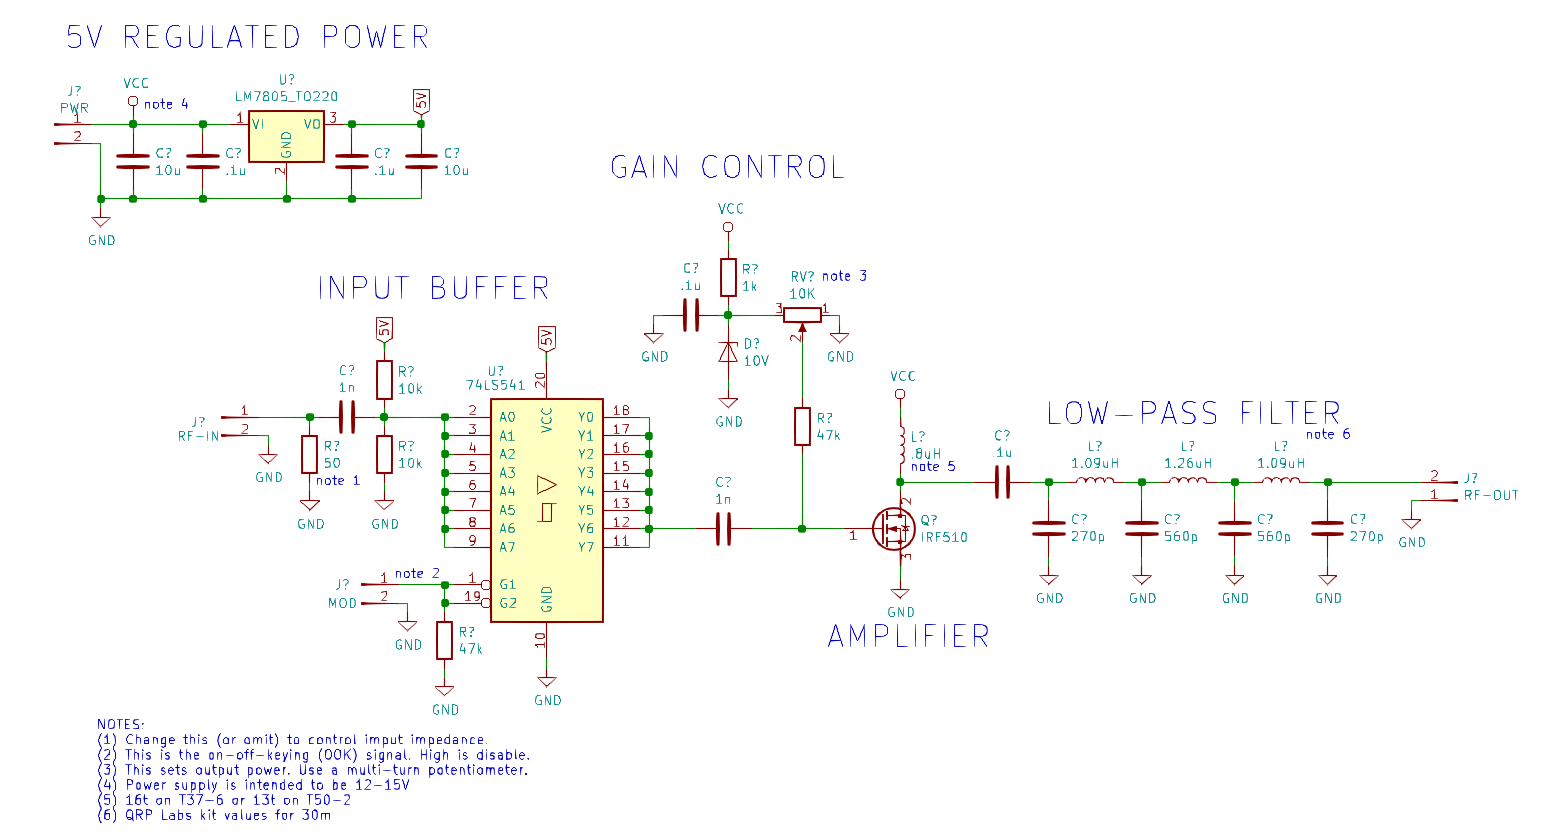 5V REGULATED POWER
J?
PWR
1
2
VCC
note 4
C?
10u
C?
.1u
U?
LM7805_TO220
1
VI
VO
3
GND
2
C?
.1u
5V
C?
10u
GND
GAIN CONTROL
VCC
C?
.1u
R?
1k
RV?
10K
note 3
3
1
2
GND
D?
10V
GND
GND
R?
47k
INPUT BUFFER
5V
C?
1n
R?
10k
J?
RF-IN
1
2
GND
R?
50
note 1
GND
R?
10k
GND
5V
U?
74LS541
20
VCC
2 A0 Y0 18
3 A1 Y1 17
4 A2 Y2 16
5 A3 Y3 15
6 A4 Y4 14
7 A5 Y5 13
8 A6 Y6 12
9 A7 Y7 11
1 G1
19 G2
GND
10
GND
note 2
J?
MOD
1
2
GND
R?
47k
GND
C?
1n
VCC
L?
.8uH
note 5
Q?
IRF510
1
2
3
GND
AMPLIFIER
C?
.1u
LOW-PASS FILTER
note 6
L?
1.09uH
L?
1.26uH
L?
1.09uH
C?
270p
GND
C?
560p
GND
C?
560p
GND
C?
270p
GND
2
1
J?
RF-OUT
GND
NOTES:
(1) Change this (or omit) to control imput impedance.
(2) This is the on-off-keying (OOK) signal. High is disable.
(3) This sets output power. Use a multi-turn potentiometer.
(4) Power supply is intended to be 12-15V
(5) 16t on T37-6 or 13t on T50-2
(6) QRP Labs kit values for 30m